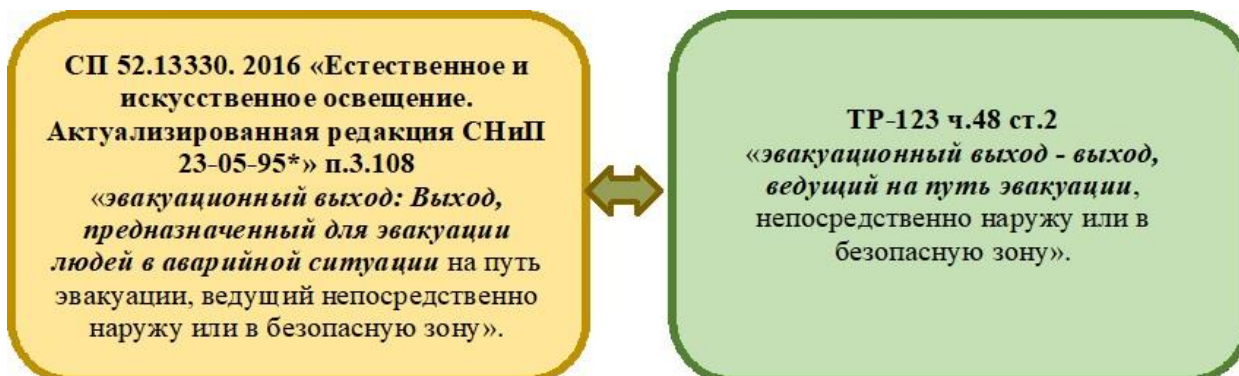 СП 52.13330. 2016 «Естественное и
искусственное освещение.
Актуализированная редакция СНиП
23-05-95*» п.3.108
«эвакуационный выход: Выход,
предназначенный для эвакуации
людей в аварийной ситуации на путь
эвакуации, ведущий непосредственно
наружу или в безопасную зону».
ТР-123 ч.48 ст.2
«эвакуационный выход - выход,
ведущий на путь эвакуации,
непосредственно наружу или в
безопасную зону».